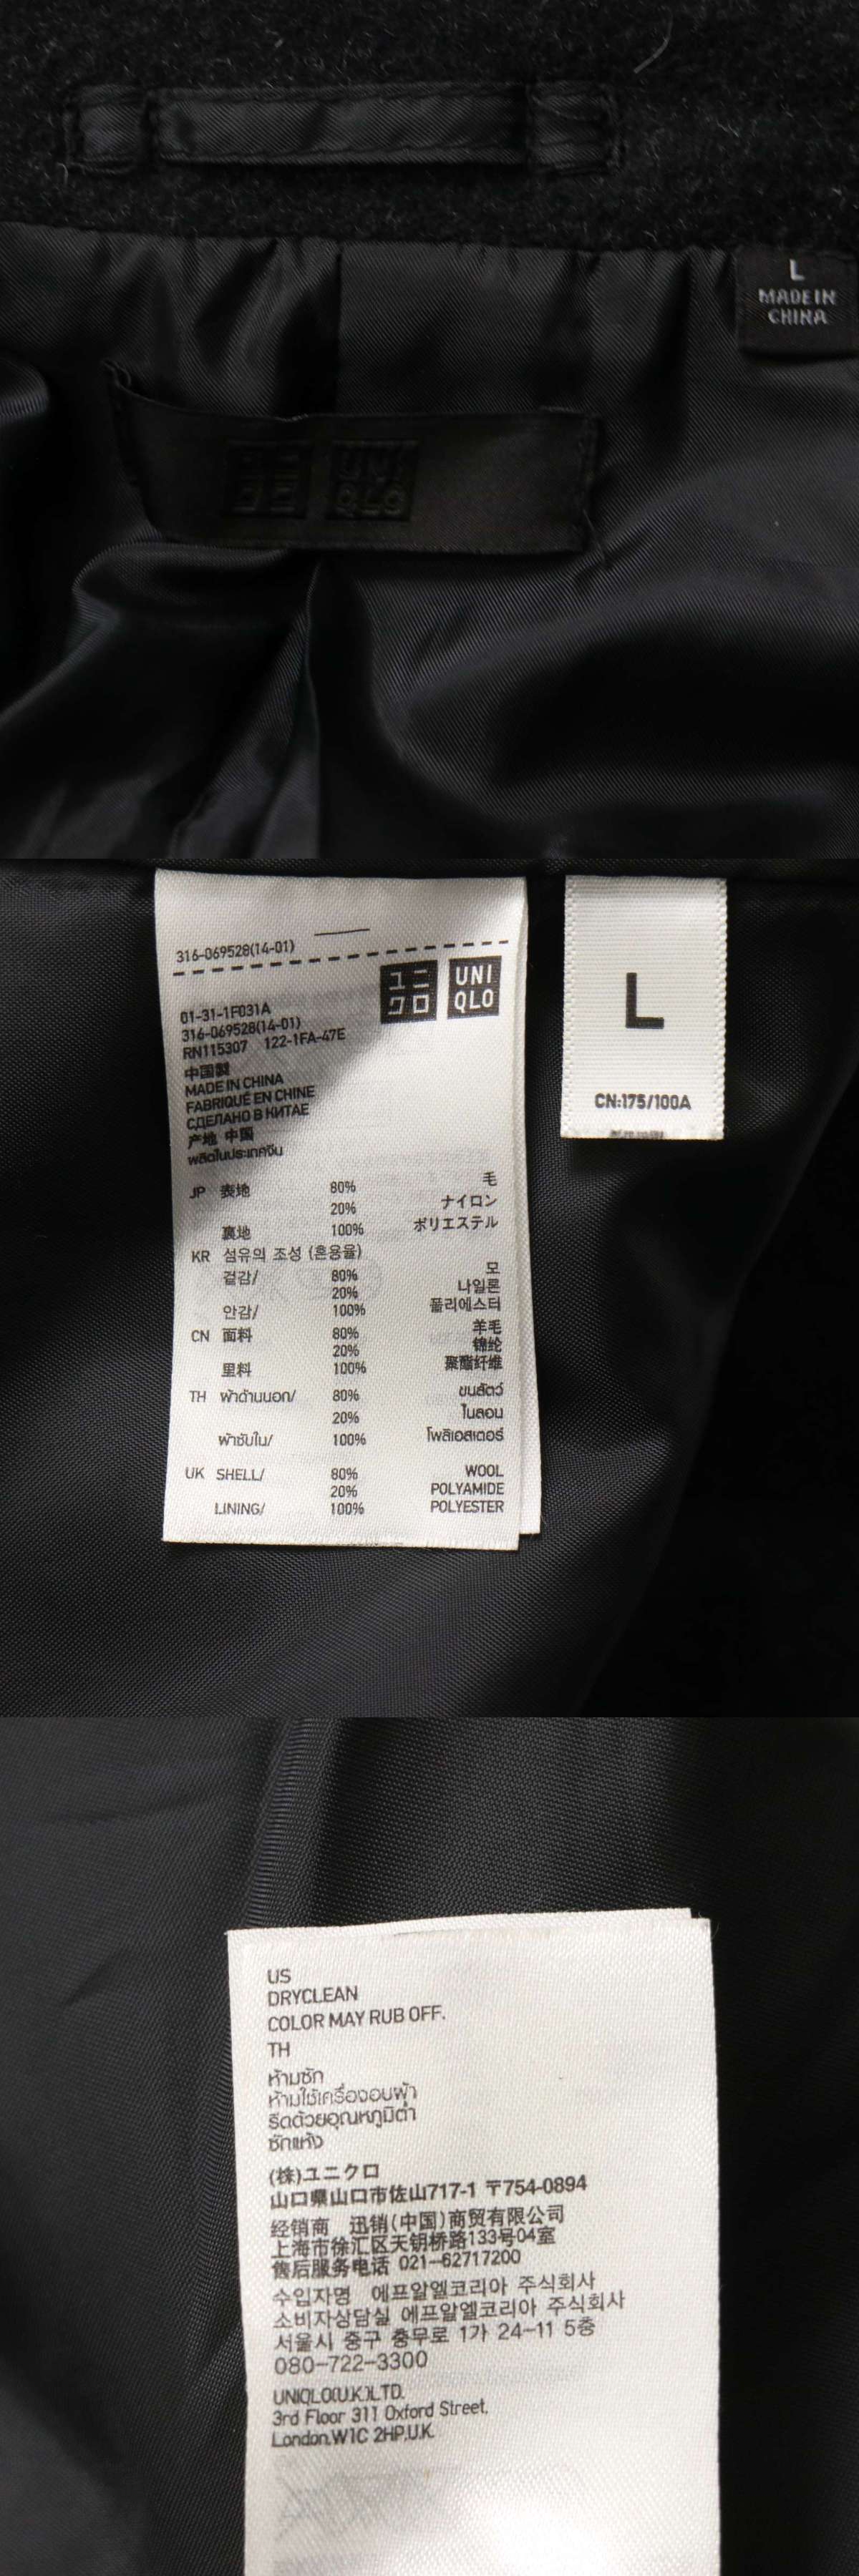 L
MADE IN
CHINA
UNI
QLO
316-069528(14-01)
ユニ
クロ
UNI
QLO
01-31-1F031A
316-069528(14-01)
RN115307 122-1FA-47E
中国製
MADE IN CHINA
FABRIQUÉ EN CHINE
СДЕЛАНО В КИТАЕ
产地 中国
ผลิตในประเทศจีน
JP 表地 80% 毛
20% ナイロン
裏地 100% ポリエステル
KR 섬유의 조성 (혼용율)
겉감/ 80% 모
20% 나일론
안감/ 100% 폴리에스터
CN 面料 80% 羊毛
20% 锦纶
里料 100% 聚酯纤维
TH ผ้าด้านนอก/ 80% ขนสัตว์
20% ไนลอน
ผ้าซับใน/ 100% โพลิเอสเตอร์
UK SHELL/ 80% WOOL
20% POLYAMIDE
LINING/ 100% POLYESTER
L
CN:175/100A
US
DRYCLEAN
COLOR MAY RUB OFF.
TH
ห้ามซัก
ห้ามใช้เครื่องอบผ้า
รีดด้วยอุณหภูมิต่ำ
ซักแห้ง
(株)ユニクロ
山口県山口市佐山717-1 〒754-0894
经销商 迅销(中国)商贸有限公司
上海市徐汇区天钥桥路133号04室
售后服务电话 021-62717200
수입자명 에프알엘코리아 주식회사
소비자상담실 에프알엘코리아 주식회사
서울시 중구 충무로 1가 24-11 5층
080-722-3300
UNIQLO(U.K.)LTD.
3rd Floor 311 Oxford Street,
London,W1C 2HP,U.K.